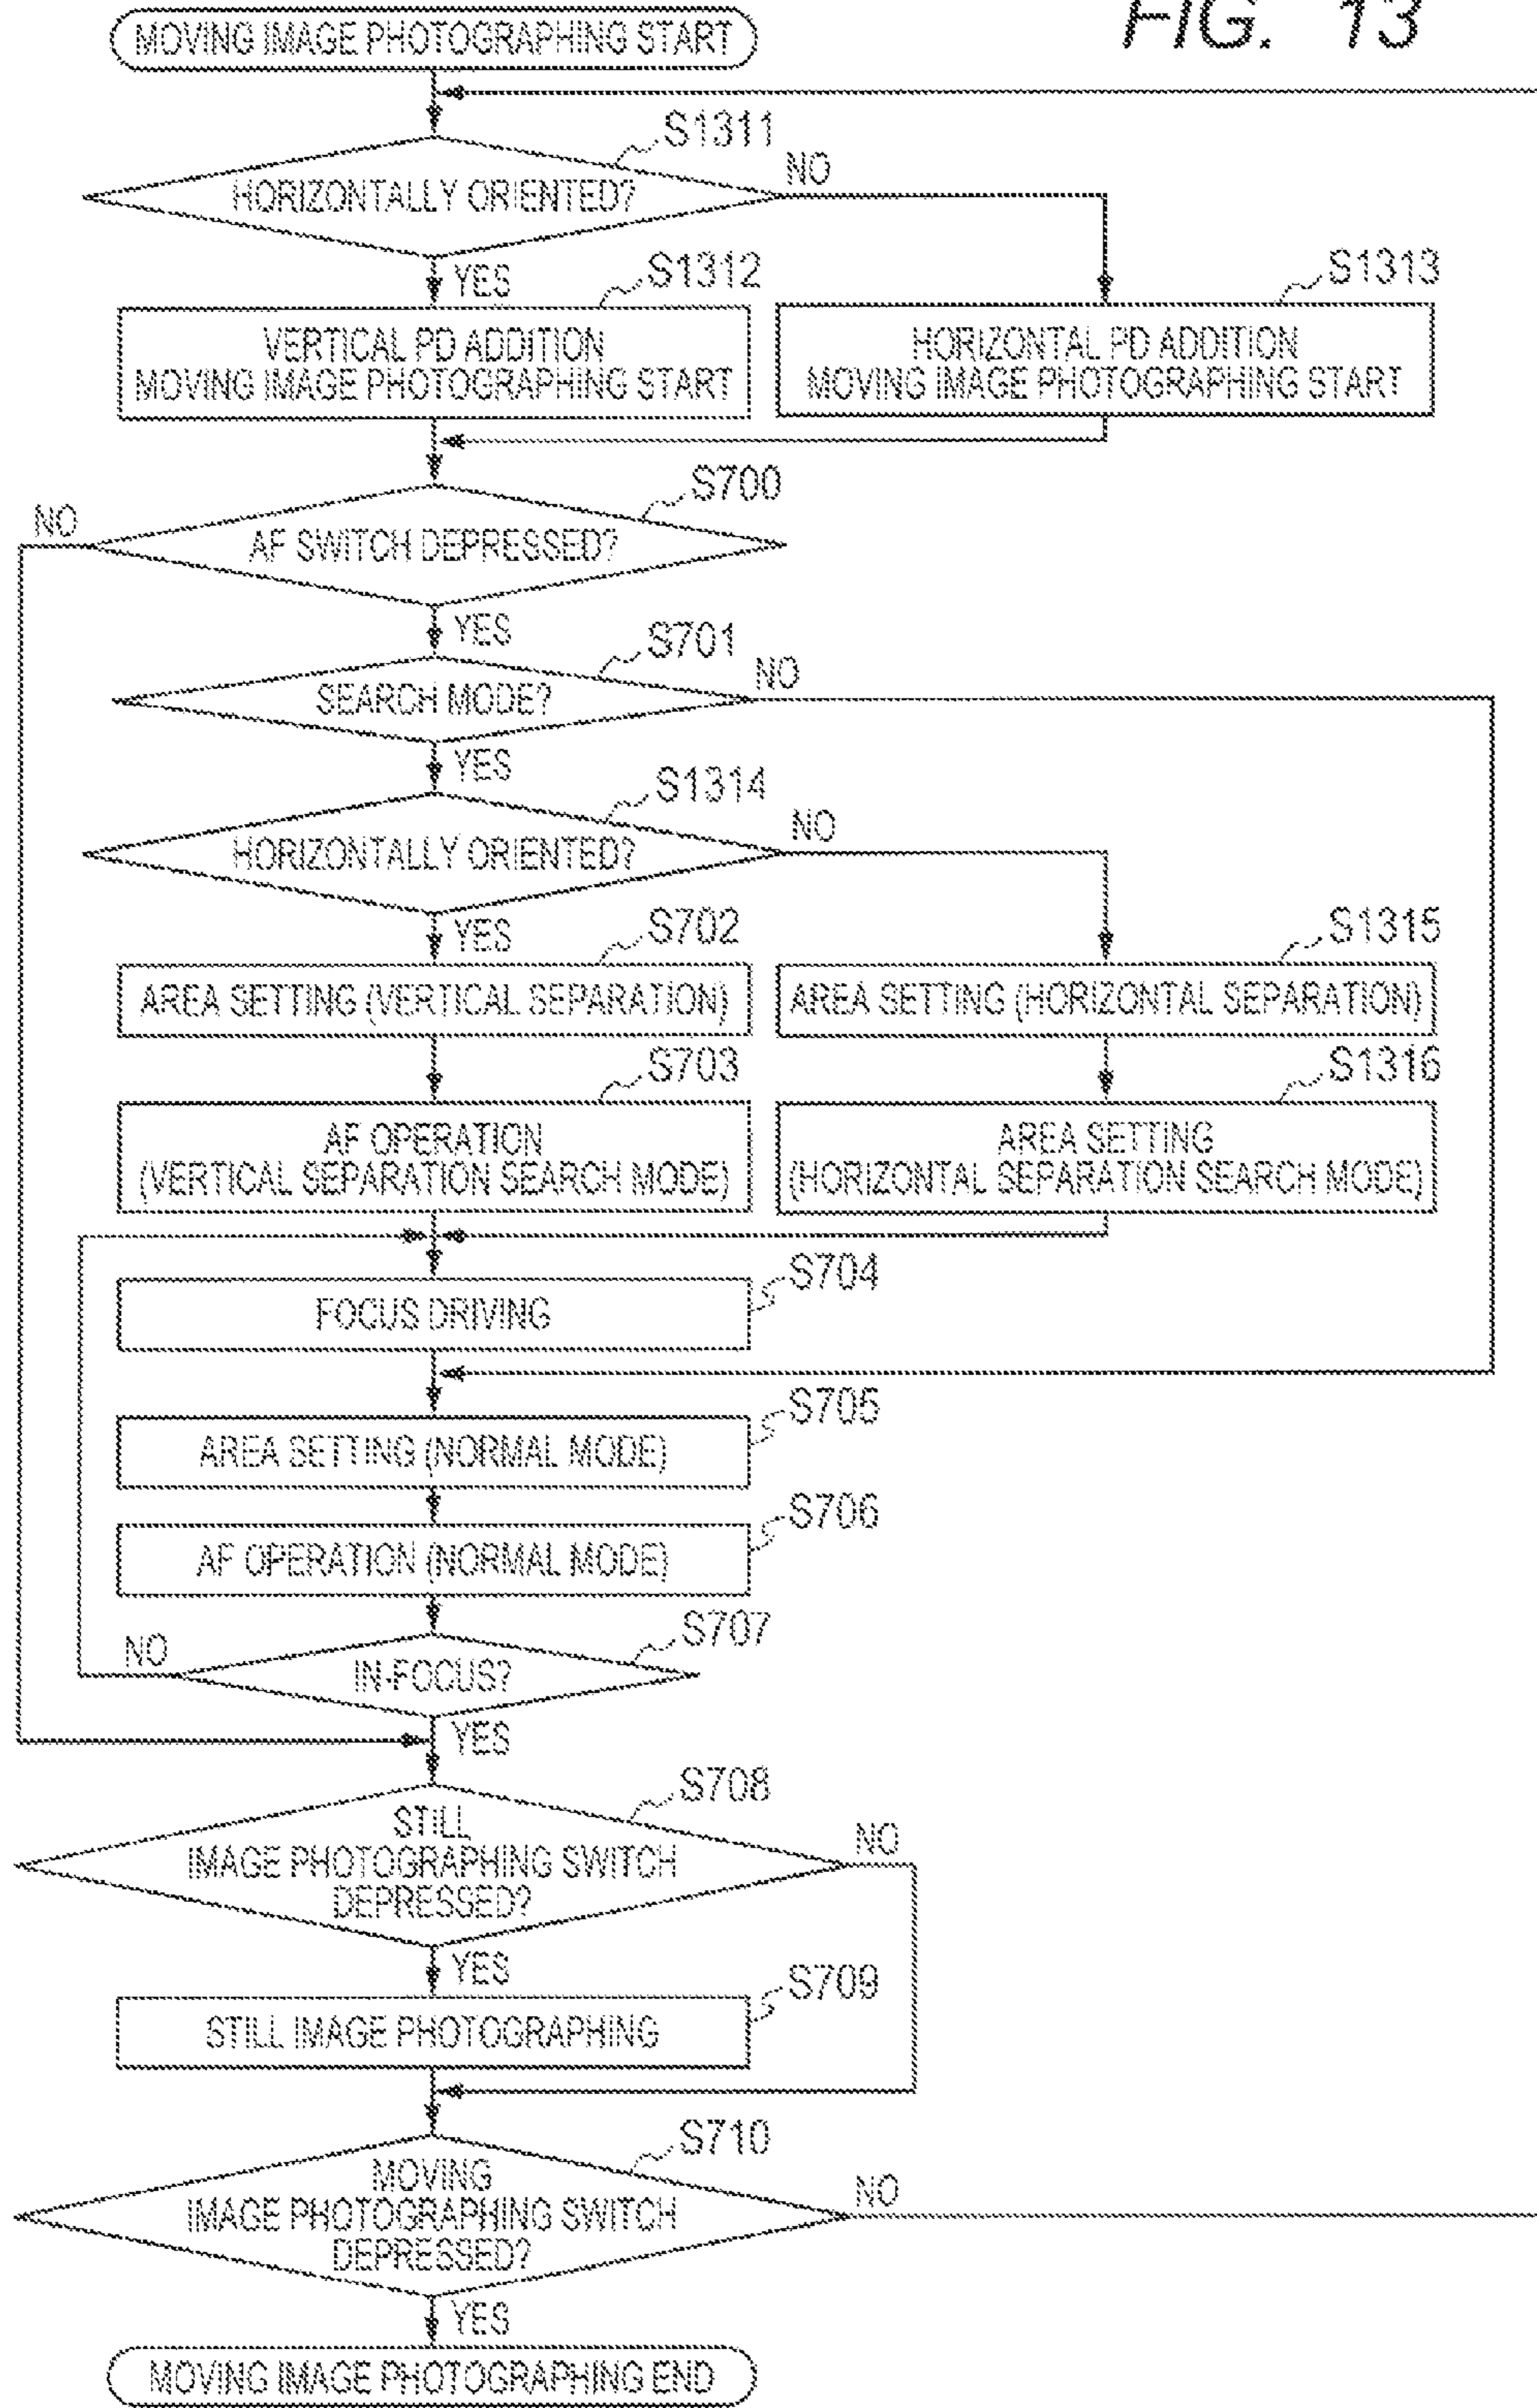 FIG. 13
MOVING IMAGE PHOTOGRAPHING START
S1311
HORIZONTALLY ORIENTED?
NO
YES
S1312
VERTICAL PD ADDITION
MOVING IMAGE PHOTOGRAPHING START
S1313
HORIZONTAL PD ADDITION
MOVING IMAGE PHOTOGRAPHING START
S700
NO
AF SWITCH DEPRESSED?
YES
S701
SEARCH MODE?
NO
YES
S1314
HORIZONTALLY ORIENTED?
NO
YES
S702
AREA SETTING (VERTICAL SEPARATION)
S1315
AREA SETTING (HORIZONTAL SEPARATION)
S703
AF OPERATION
(VERTICAL SEPARATION SEARCH MODE)
S1316
AREA SETTING
(HORIZONTAL SEPARATION SEARCH MODE)
S704
FOCUS DRIVING
S705
AREA SETTING (NORMAL MODE)
S706
AF OPERATION (NORMAL MODE)
S707
NO
IN-FOCUS?
YES
S708
STILL
IMAGE PHOTOGRAPHING SWITCH
DEPRESSED?
NO
YES
S709
STILL IMAGE PHOTOGRAPHING
S710
MOVING
IMAGE PHOTOGRAPHING SWITCH
DEPRESSED?
NO
YES
MOVING IMAGE PHOTOGRAPHING END